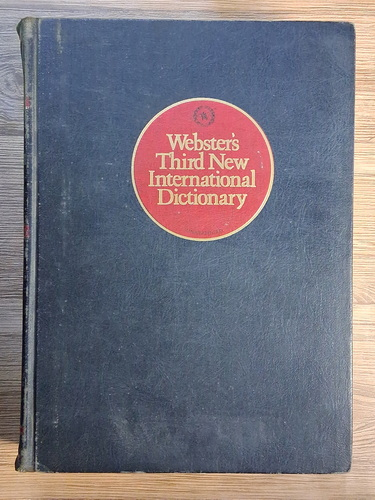 Webster's
Third New
International
Dictionary